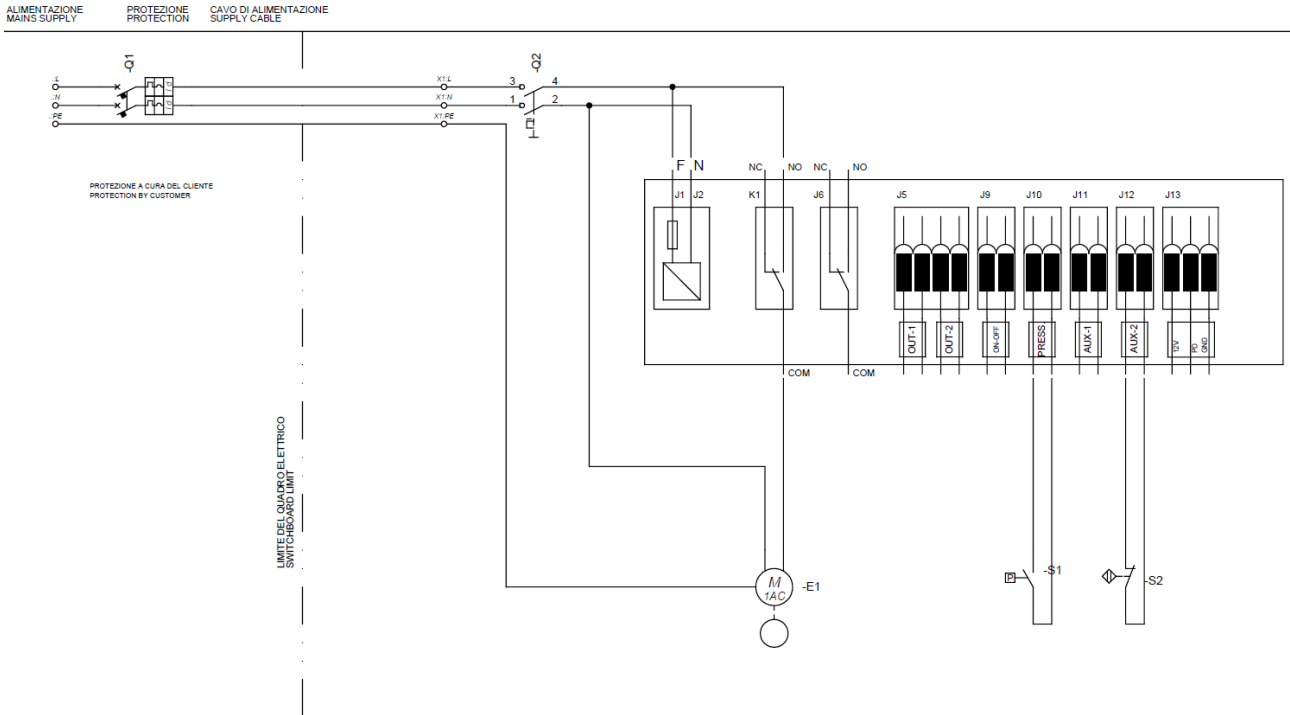 ALIMENTAZIONE
MAINS SUPPLY
PROTEZIONE
PROTECTION
CAVO DI ALIMENTAZIONE
SUPPLY CABLE
-Q1
-Q2
.:L
.:N
.:PE
X1:L
X1:N
X1:PE
3
4
1
2
PROTEZIONE A CURA DEL CLIENTE
PROTECTION BY CUSTOMER
F
N
NC
NO
NC
NO
J1
J2
K1
J6
J5
J9
J10
J11
J12
J13
OUT-1
OUT-2
ON-OFF
PRESS.
AUX-1
AUX-2
12V
PD
GND
COM
COM
LIMITE DEL QUADRO ELETTRICO
SWITCHBOARD LIMIT
M
1AC
-E1
P
-S1
-S2